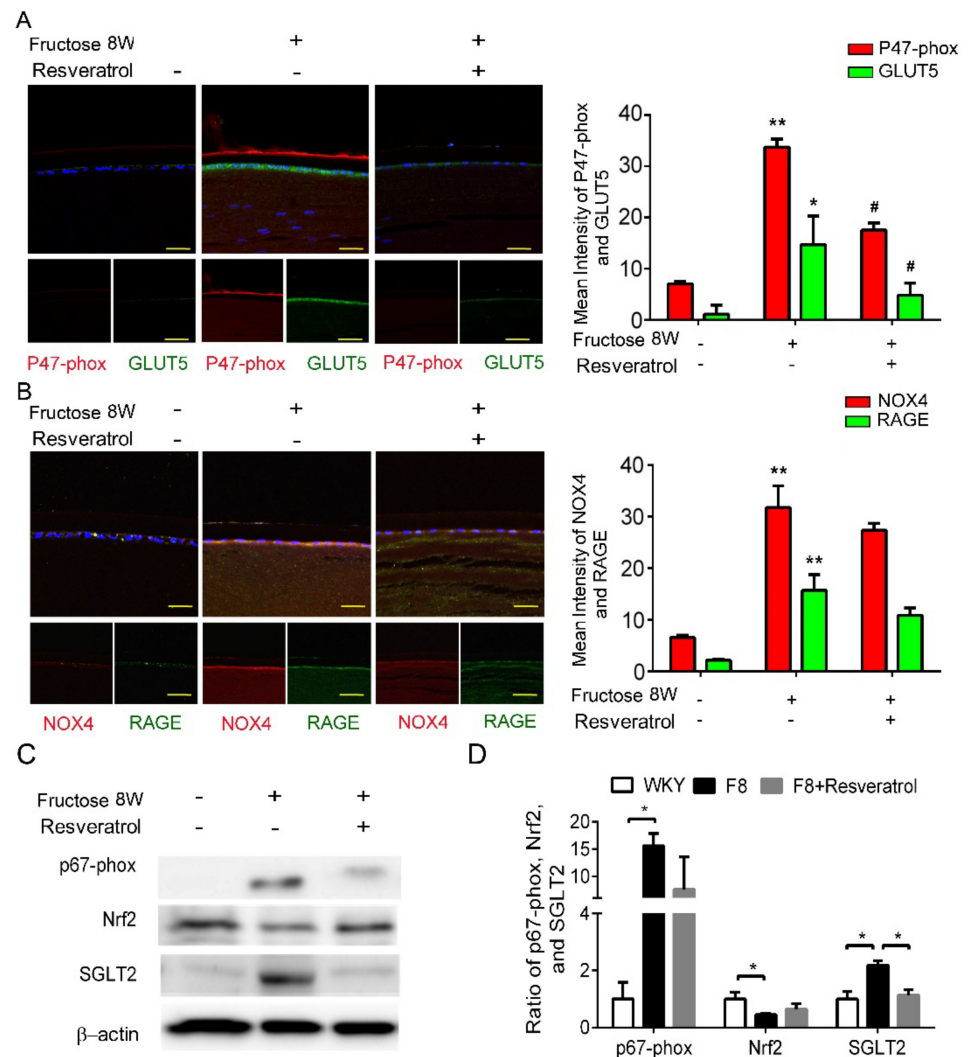 A
Fructose 8W + +
Resveratrol - - +
P47-phox GLUT5 P47-phox GLUT5 P47-phox GLUT5
P47-phox
GLUT5
Mean Intensity of P47-phox
and GLUT5
40
30
20
10
0
** * # #
Fructose 8W - + +
Resveratrol - - +
B
Fructose 8W - + +
Resveratrol - - +
NOX4 RAGE NOX4 RAGE NOX4 RAGE
NOX4
RAGE
Mean Intensity of NOX4
and RAGE
40
30
20
10
0
** **
Fructose 8W - + +
Resveratrol - - +
C
Fructose 8W - + +
Resveratrol - - +
p67-phox
Nrf2
SGLT2
β-actin
D
WKY F8 F8+Resveratrol
Ratio of p67-phox, Nrf2,
and SGLT2
20
15
10
5
4
2
0
* * * *
p67-phox Nrf2 SGLT2